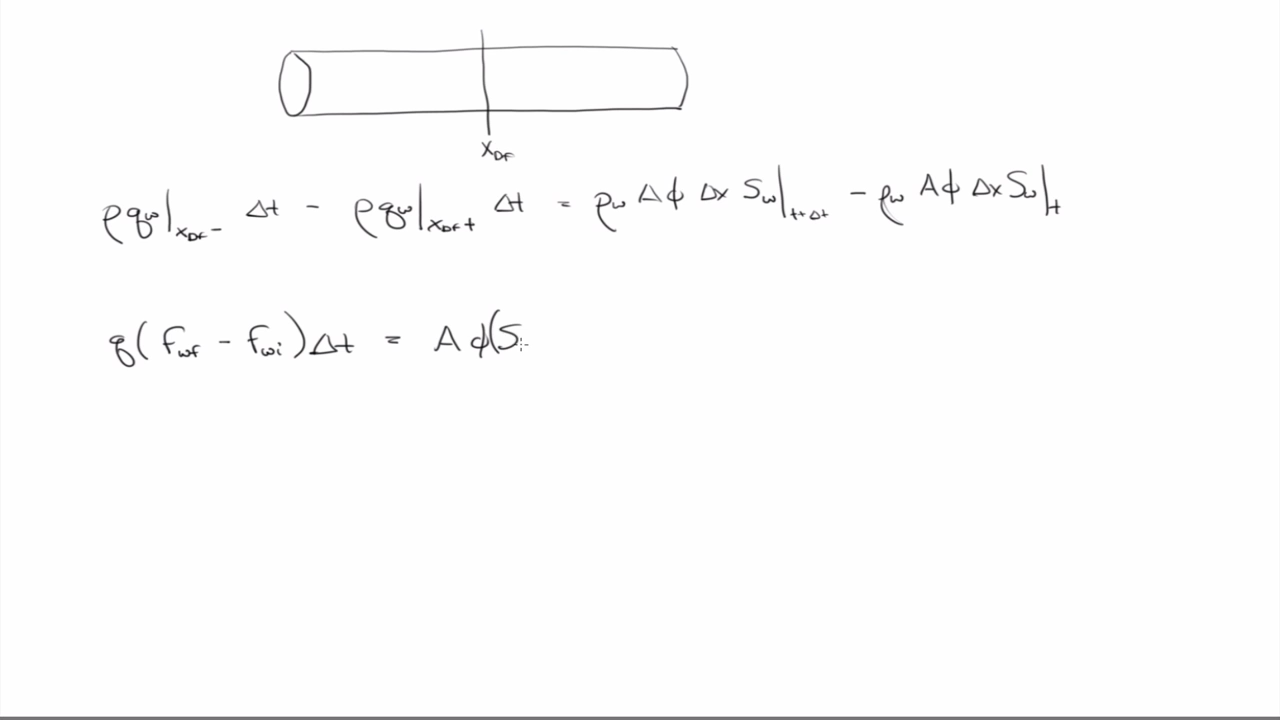 x_DF
ρq_w|_{x_DF-} Δt - ρq_w|_{x_DF+} Δt = ρ_w Aϕ Δx S_w|_{t+Δt} - ρ_w Aϕ Δx S_w|_t
q(f_wf - f_wi)Δt = Aϕ(S